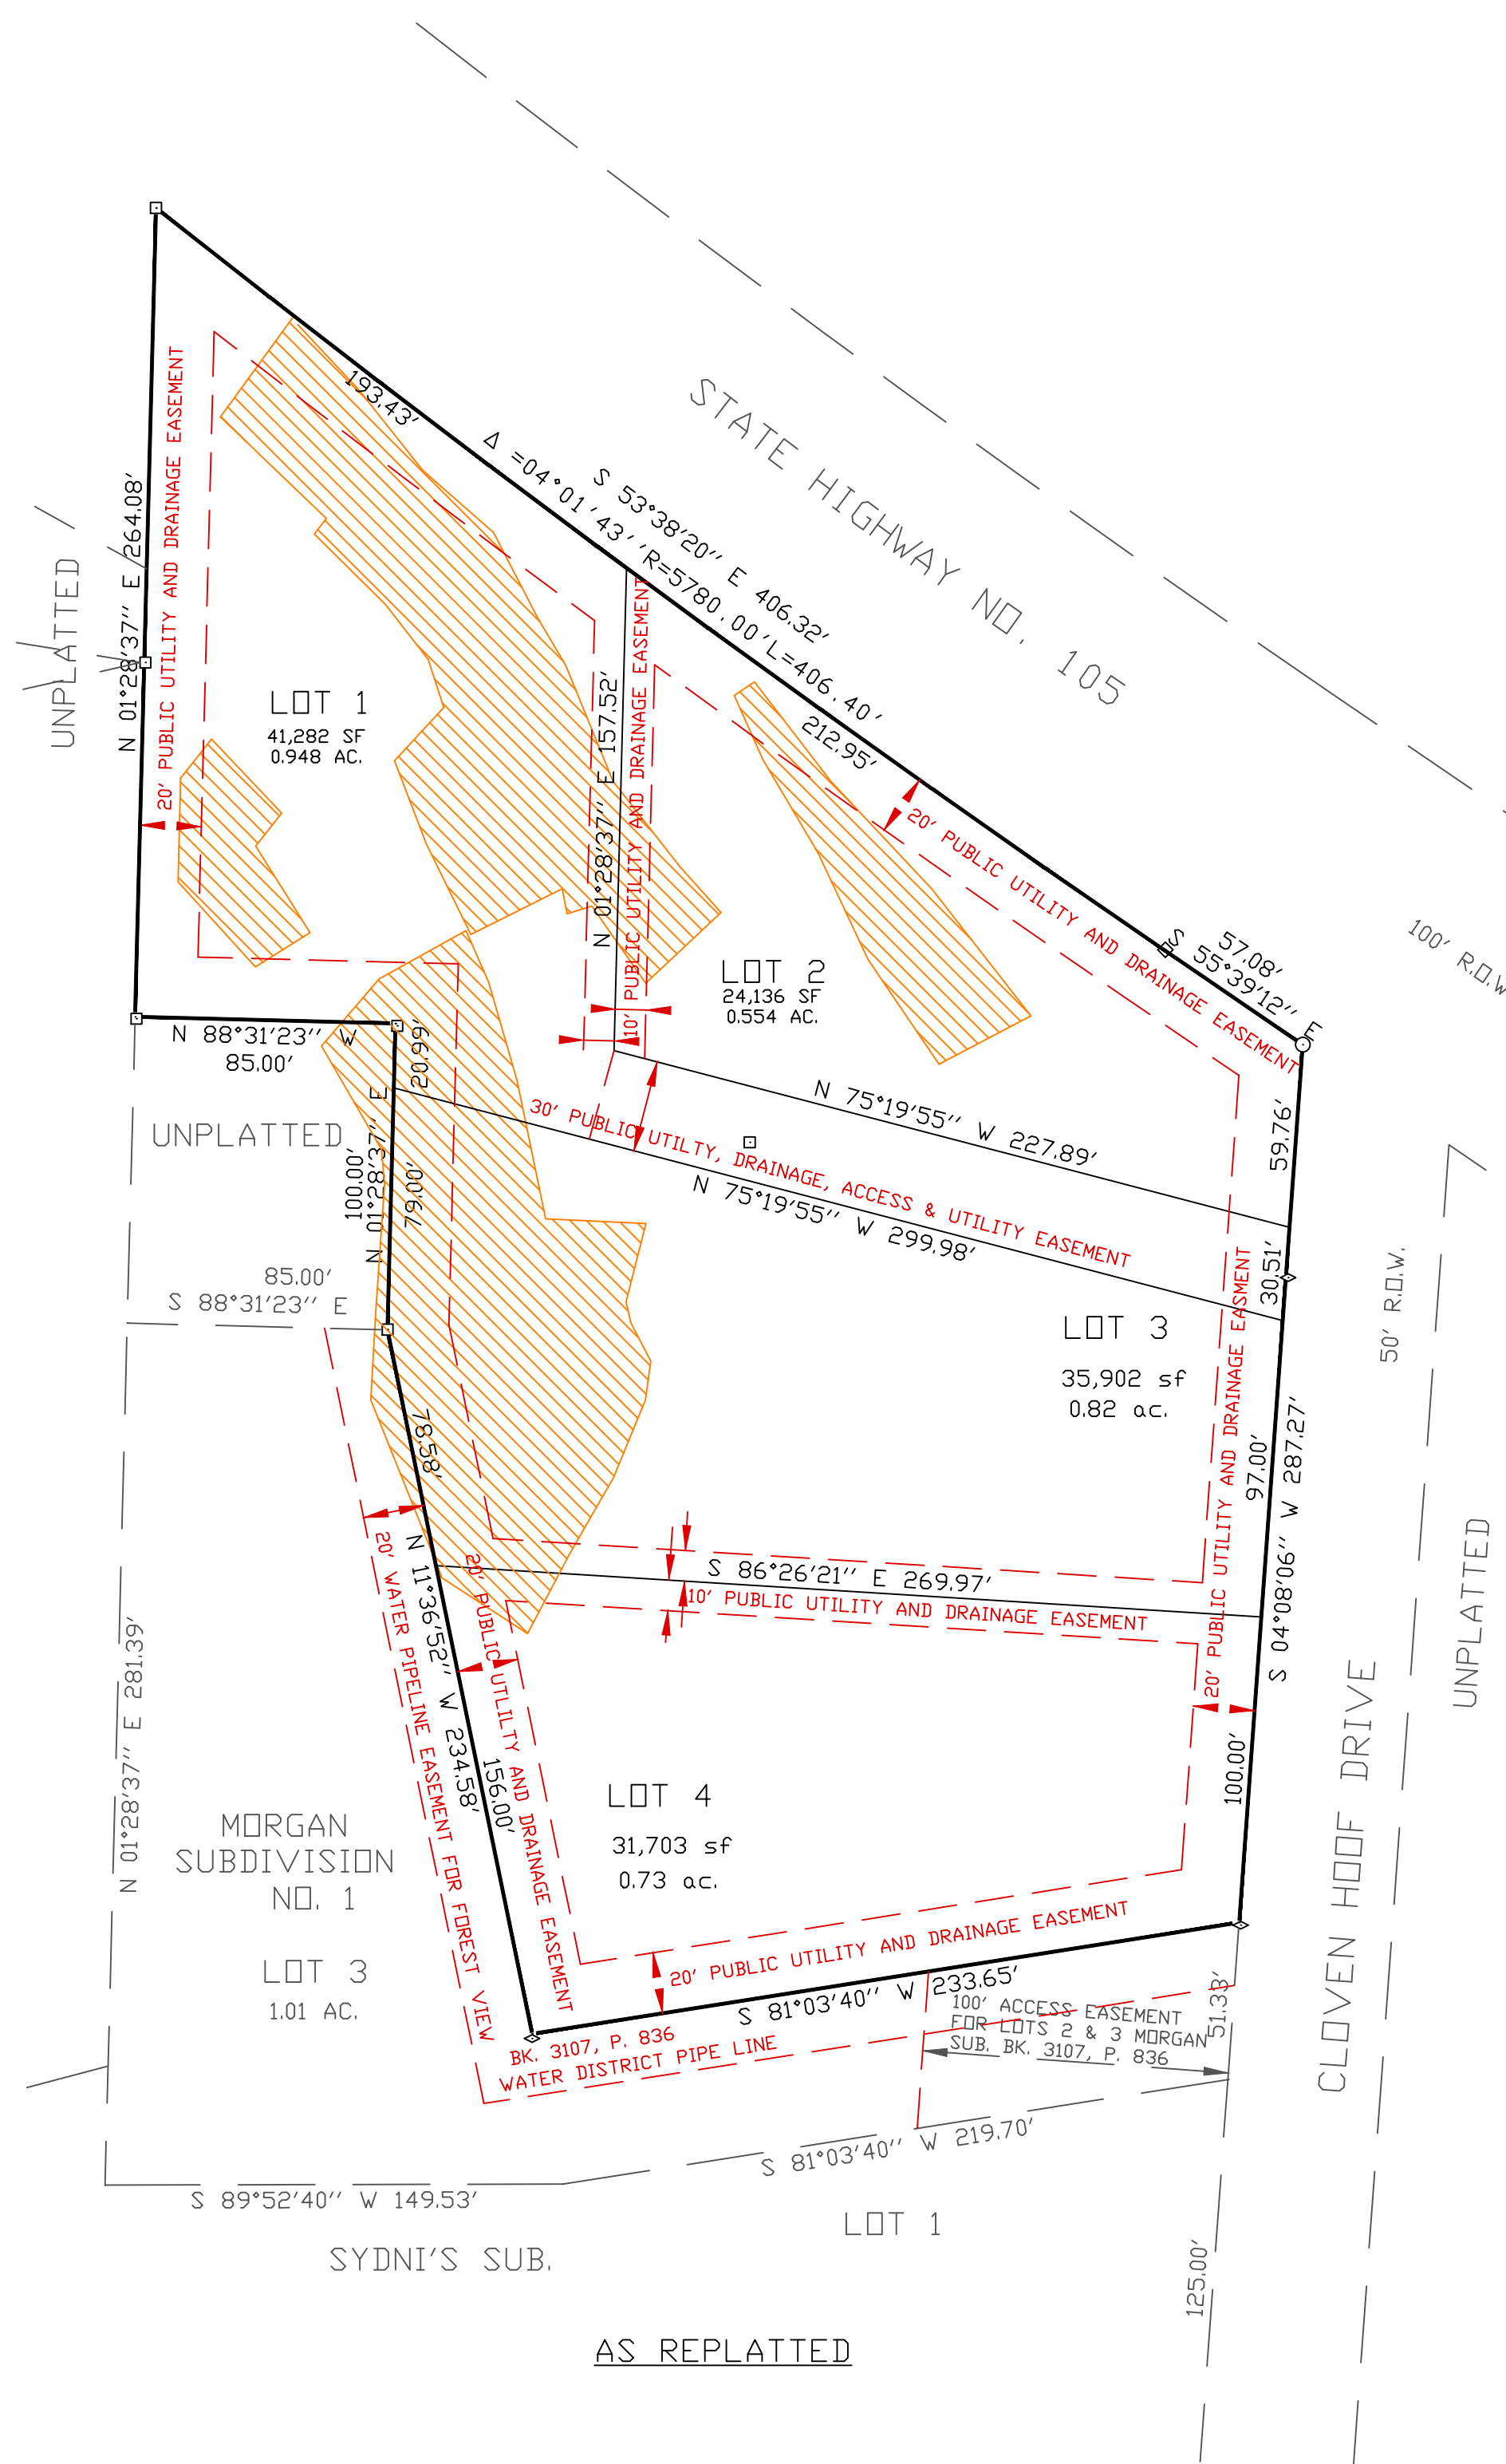 STATE HIGHWAY NO. 105
193.43'
S 53°38'20'' E 406.32'
Δ =04°01'43''R=5780.00'L=406.40'
212.95'
N 01°28'37'' E 264.08'
20' PUBLIC UTILITY AND DRAINAGE EASEMENT
UNPLATTED
LOT 1
41,282 SF
0.948 AC.
N 01°28'37'' E 157.52'
10' PUBLIC UTILITY AND DRAINAGE EASEMENT
20' PUBLIC UTILITY AND DRAINAGE EASEMENT
57.08'
S 55°39'12'' E
100' R.O.W
LOT 2
24,136 SF
0.554 AC.
N 88°31'23'' W
85.00'
20.99'
UNPLATTED
100.00'
N 01°28'37'' E
79.00'
N 75°19'55'' W 227.89'
30' PUBLIC UTILTY, DRAINAGE, ACCESS & UTILITY EASEMENT
N 75°19'55'' W 299.98'
59.76'
30.51'
85.00'
S 88°31'23'' E
LOT 3
35,902 sf
0.82 ac.
50' R.O.W.
20' PUBLIC UTILITY AND DRAINAGE EASMENT
97.00'
S 04°08'06'' W 287.27'
78.58'
S 86°26'21'' E 269.97'
10' PUBLIC UTILITY AND DRAINAGE EASEMENT
UNPLATTED
N 11°36'52'' W 234.58'
20' WATER PIPELINE EASEMENT FOR FOREST VIEW
20' PUBLIC UTLILTY AND DRAINAGE EASEMENT
156.00'
N 01°28'37'' E 281.39'
100.00'
LOT 4
31,703 sf
0.73 ac.
MORGAN
SUBDIVISION
NO. 1
LOT 3
1.01 AC.
CLOVEN HOOF DRIVE
20' PUBLIC UTILITY AND DRAINAGE EASEMENT
S 81°03'40'' W 233.65'
BK. 3107, P. 836
WATER DISTRICT PIPE LINE
100' ACCESS EASEMENT
FOR LOTS 2 & 3 MORGAN
SUB. BK. 3107, P. 836
51.33'
S 81°03'40'' W 219.70'
S 89°52'40'' W 149.53'
LOT 1
SYDNI'S SUB.
125.00'
AS REPLATTED